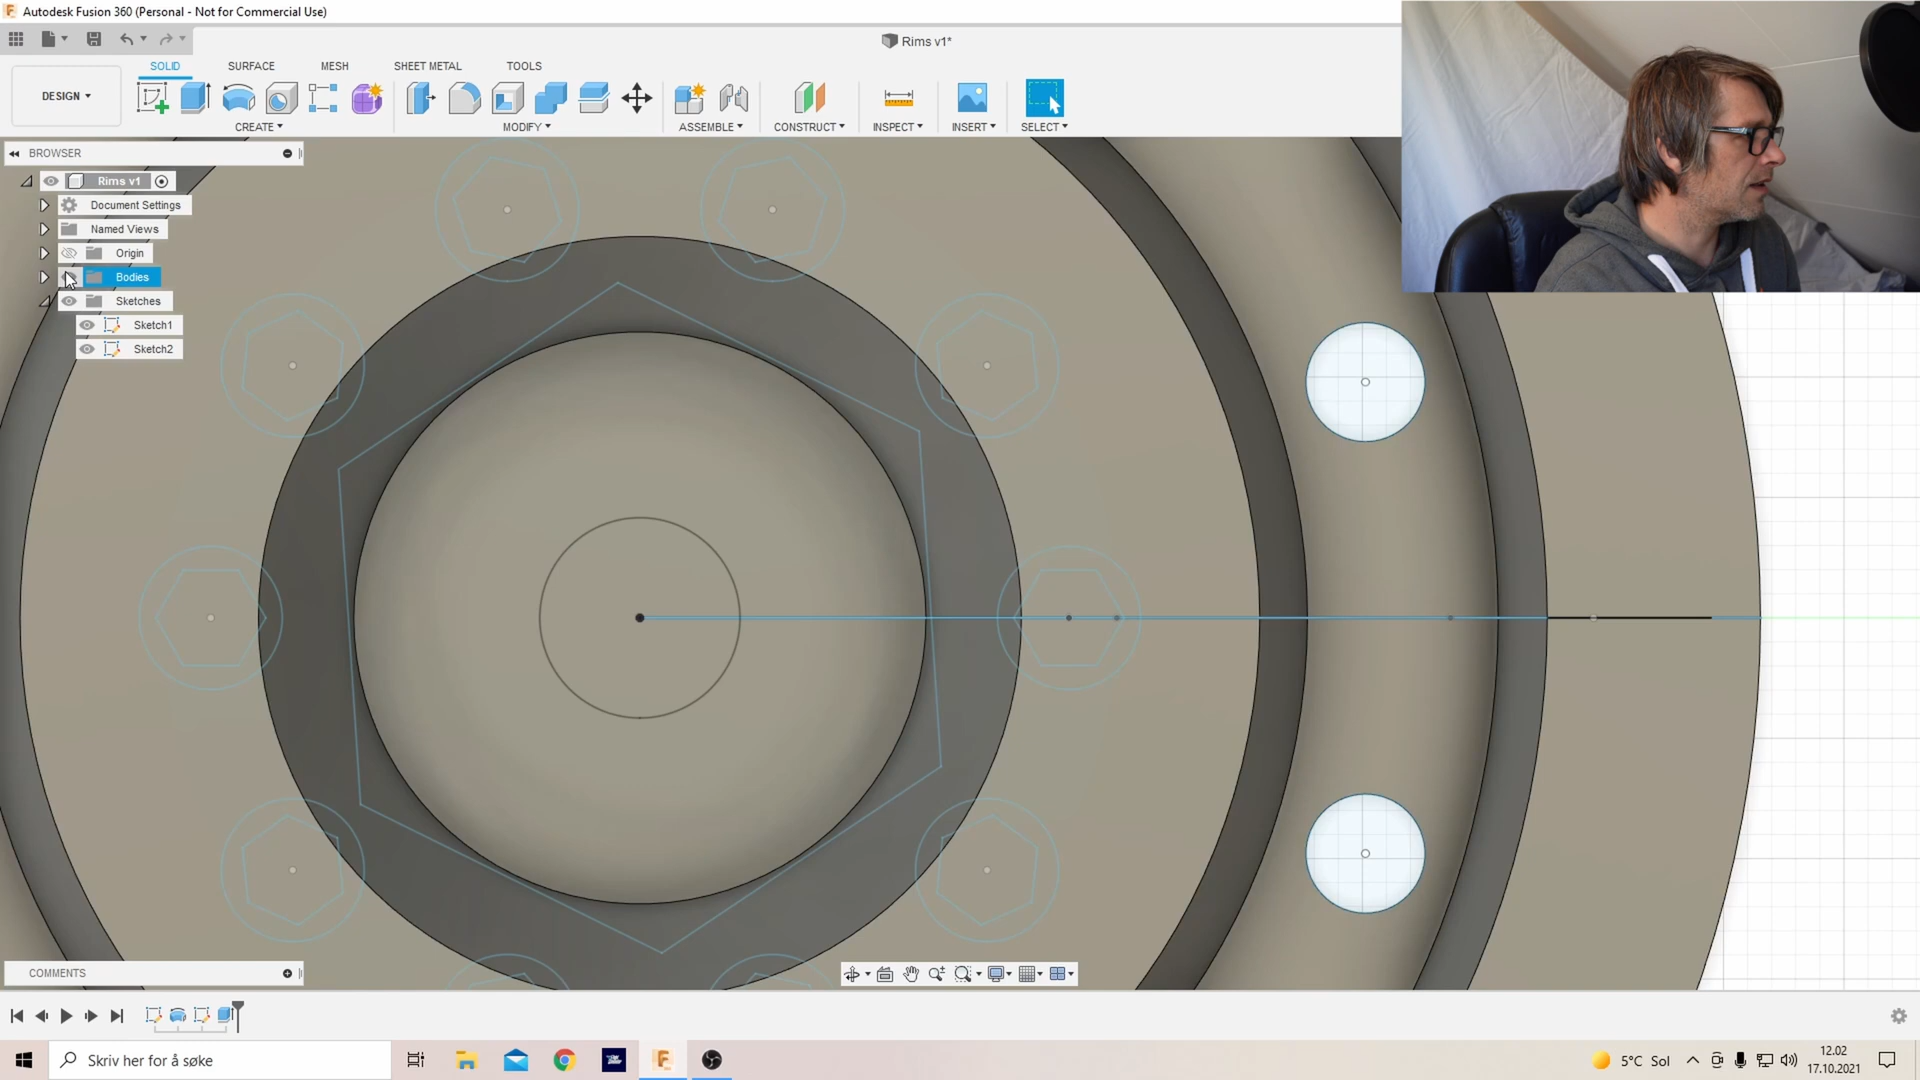 Autodesk Fusion 360 (Personal - Not for Commercial Use)
Rims v1*
SOLID
SURFACE
MESH
SHEET METAL
TOOLS
DESIGN
CREATE
MODIFY
ASSEMBLE
CONSTRUCT
INSPECT
INSERT
SELECT
BROWSER
Rims v1
Document Settings
Named Views
Origin
Bodies
Sketches
Sketch1
Sketch2
COMMENTS
Skriv her for å søke
5°C Sol
12.02
17.10.2021